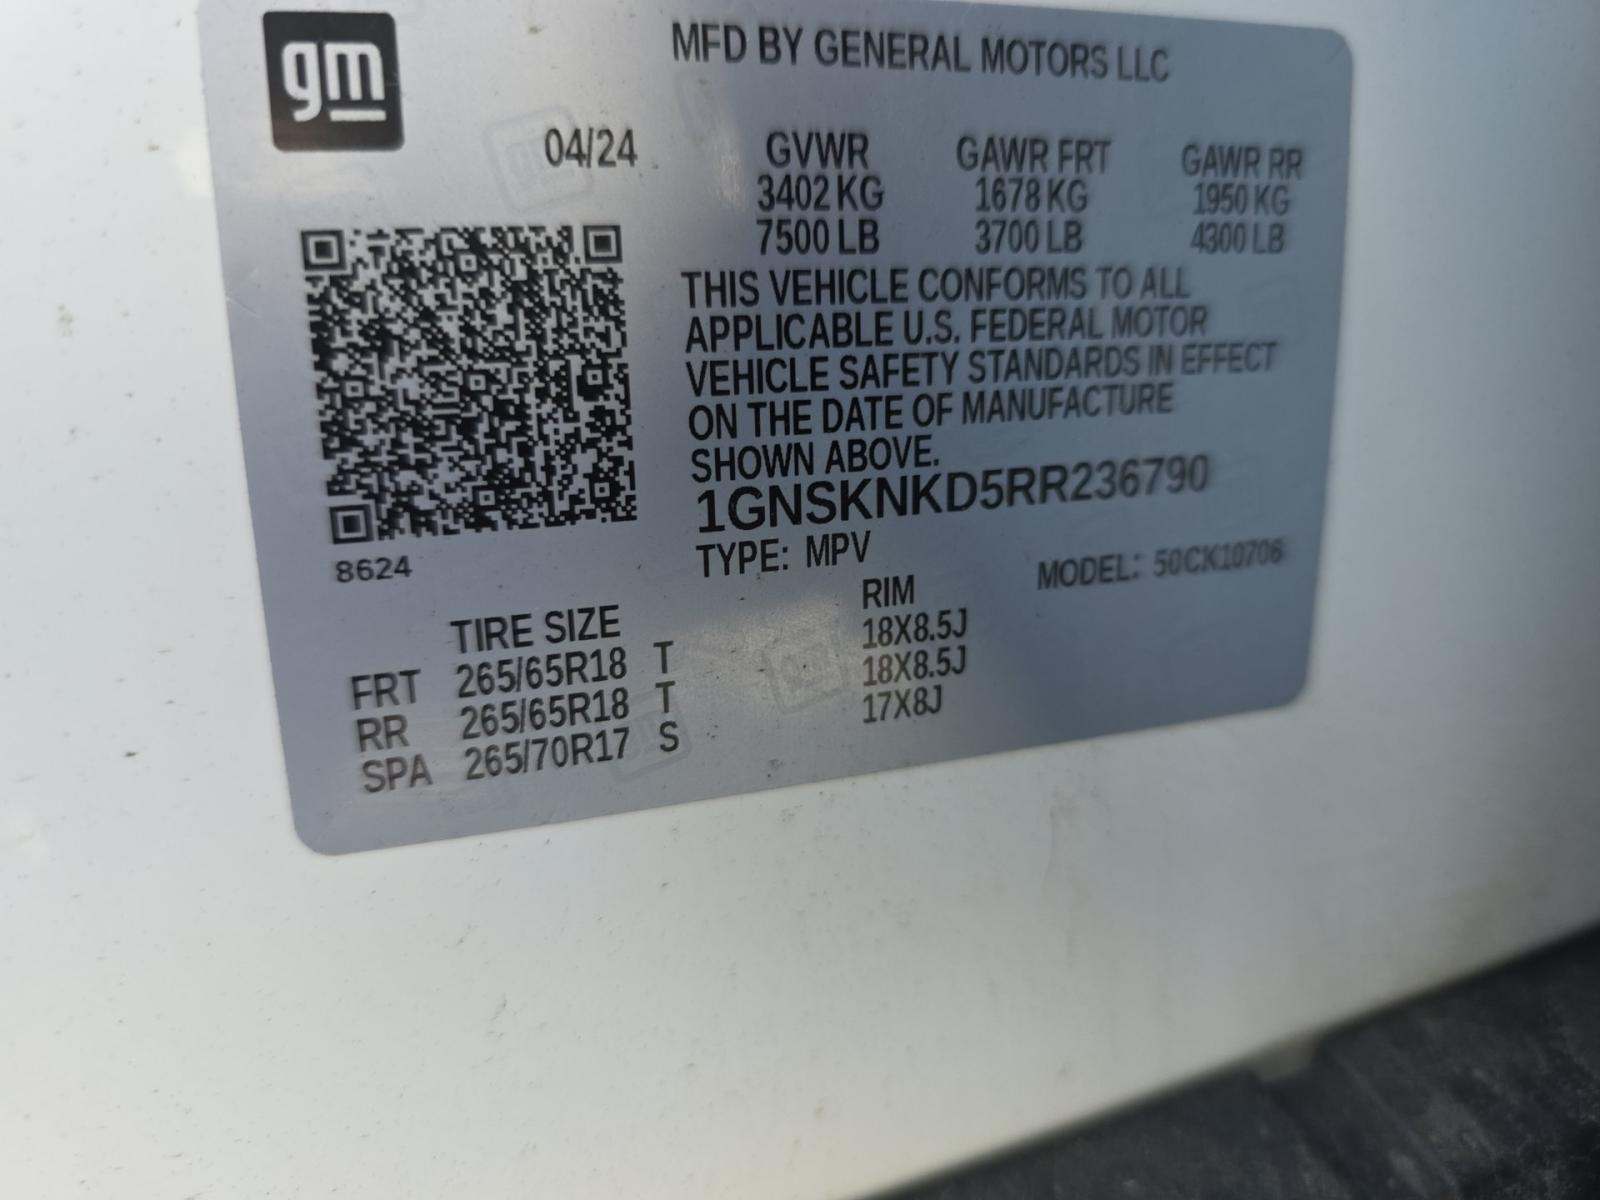 gm
MFD BY GENERAL MOTORS LLC
04/24 GVWR GAWR FRT GAWR RR
3402 KG 1678 KG 1950 KG
7500 LB 3700 LB 4300 LB
THIS VEHICLE CONFORMS TO ALL
APPLICABLE U.S. FEDERAL MOTOR
VEHICLE SAFETY STANDARDS IN EFFECT
ON THE DATE OF MANUFACTURE
SHOWN ABOVE.
1GNSKNKD5RR236790
8624
TYPE: MPV MODEL: 50CK10706
TIRE SIZE RIM
FRT 265/65R18 T 18X8.5J
RR 265/65R18 T 18X8.5J
SPA 265/70R17 S 17X8J